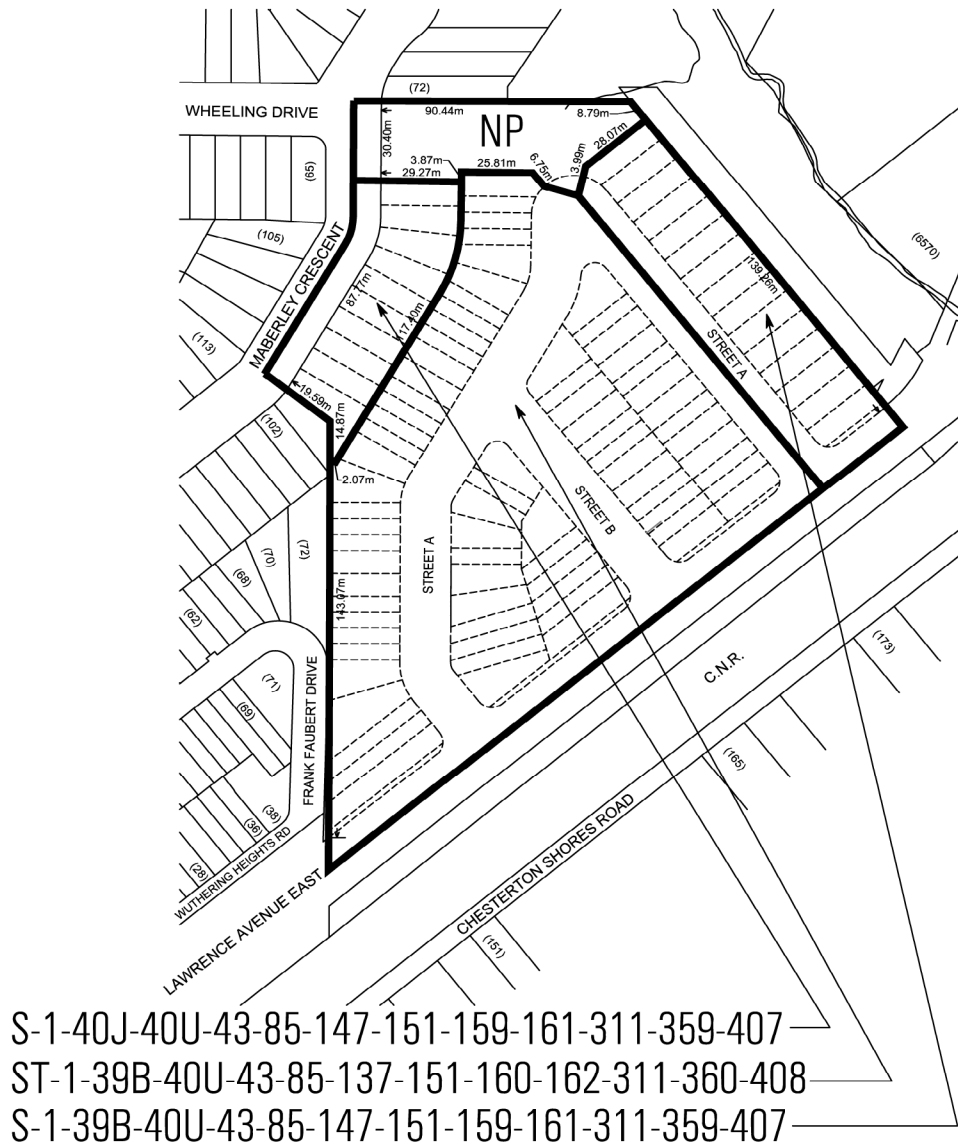 (72)
WHEELING DRIVE
90.44m
8.79m
NP
30.40m
28.07m
3.87m
25.81m
6.75m
3.99m
29.27m
(65)
(105)
(6570)
MABERLEY CRESCENT
87.77m
139.26m
(113)
17.49m
STREET A
19.59m
14.87m
(102)
2.07m
STREET B
(72)
(70)
STREET A
(68)
143.07m
(62)
(173)
(71)
C.N.R.
(69)
FRANK FAUBERT DRIVE
(165)
(38)
(36)
(28)
WUTHERING HEIGHTS RD
CHESTERTON SHORES ROAD
LAWRENCE AVENUE EAST
(151)
S-1-40J-40U-43-85-147-151-159-161-311-359-407
ST-1-39B-40U-43-85-137-151-160-162-311-360-408
S-1-39B-40U-43-85-147-151-159-161-311-359-407